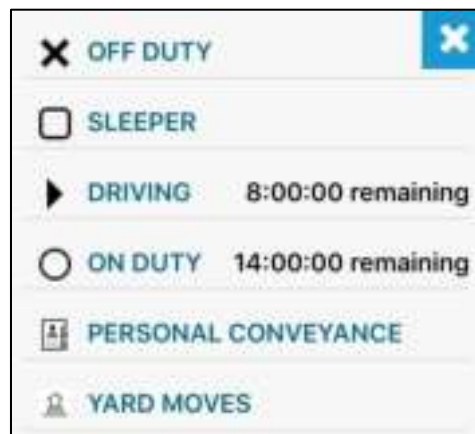 OFF DUTY
SLEEPER
DRIVING 8:00:00 remaining
ON DUTY 14:00:00 remaining
PERSONAL CONVEYANCE
YARD MOVES